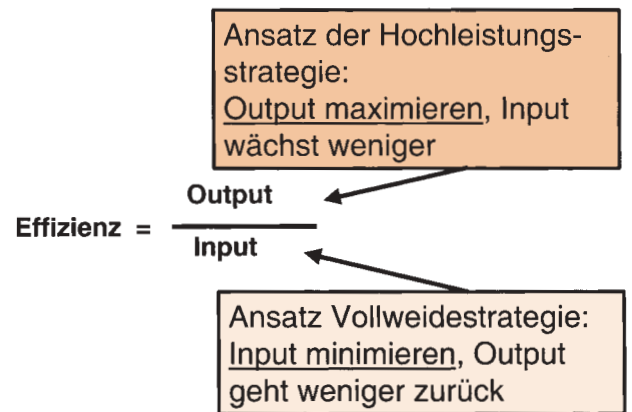 Ansatz der Hochleistungs-
strategie:
Output maximieren, Input
wächst weniger
Output
Effizienz =
Input
Ansatz Vollweidestrategie:
Input minimieren, Output
geht weniger zurück